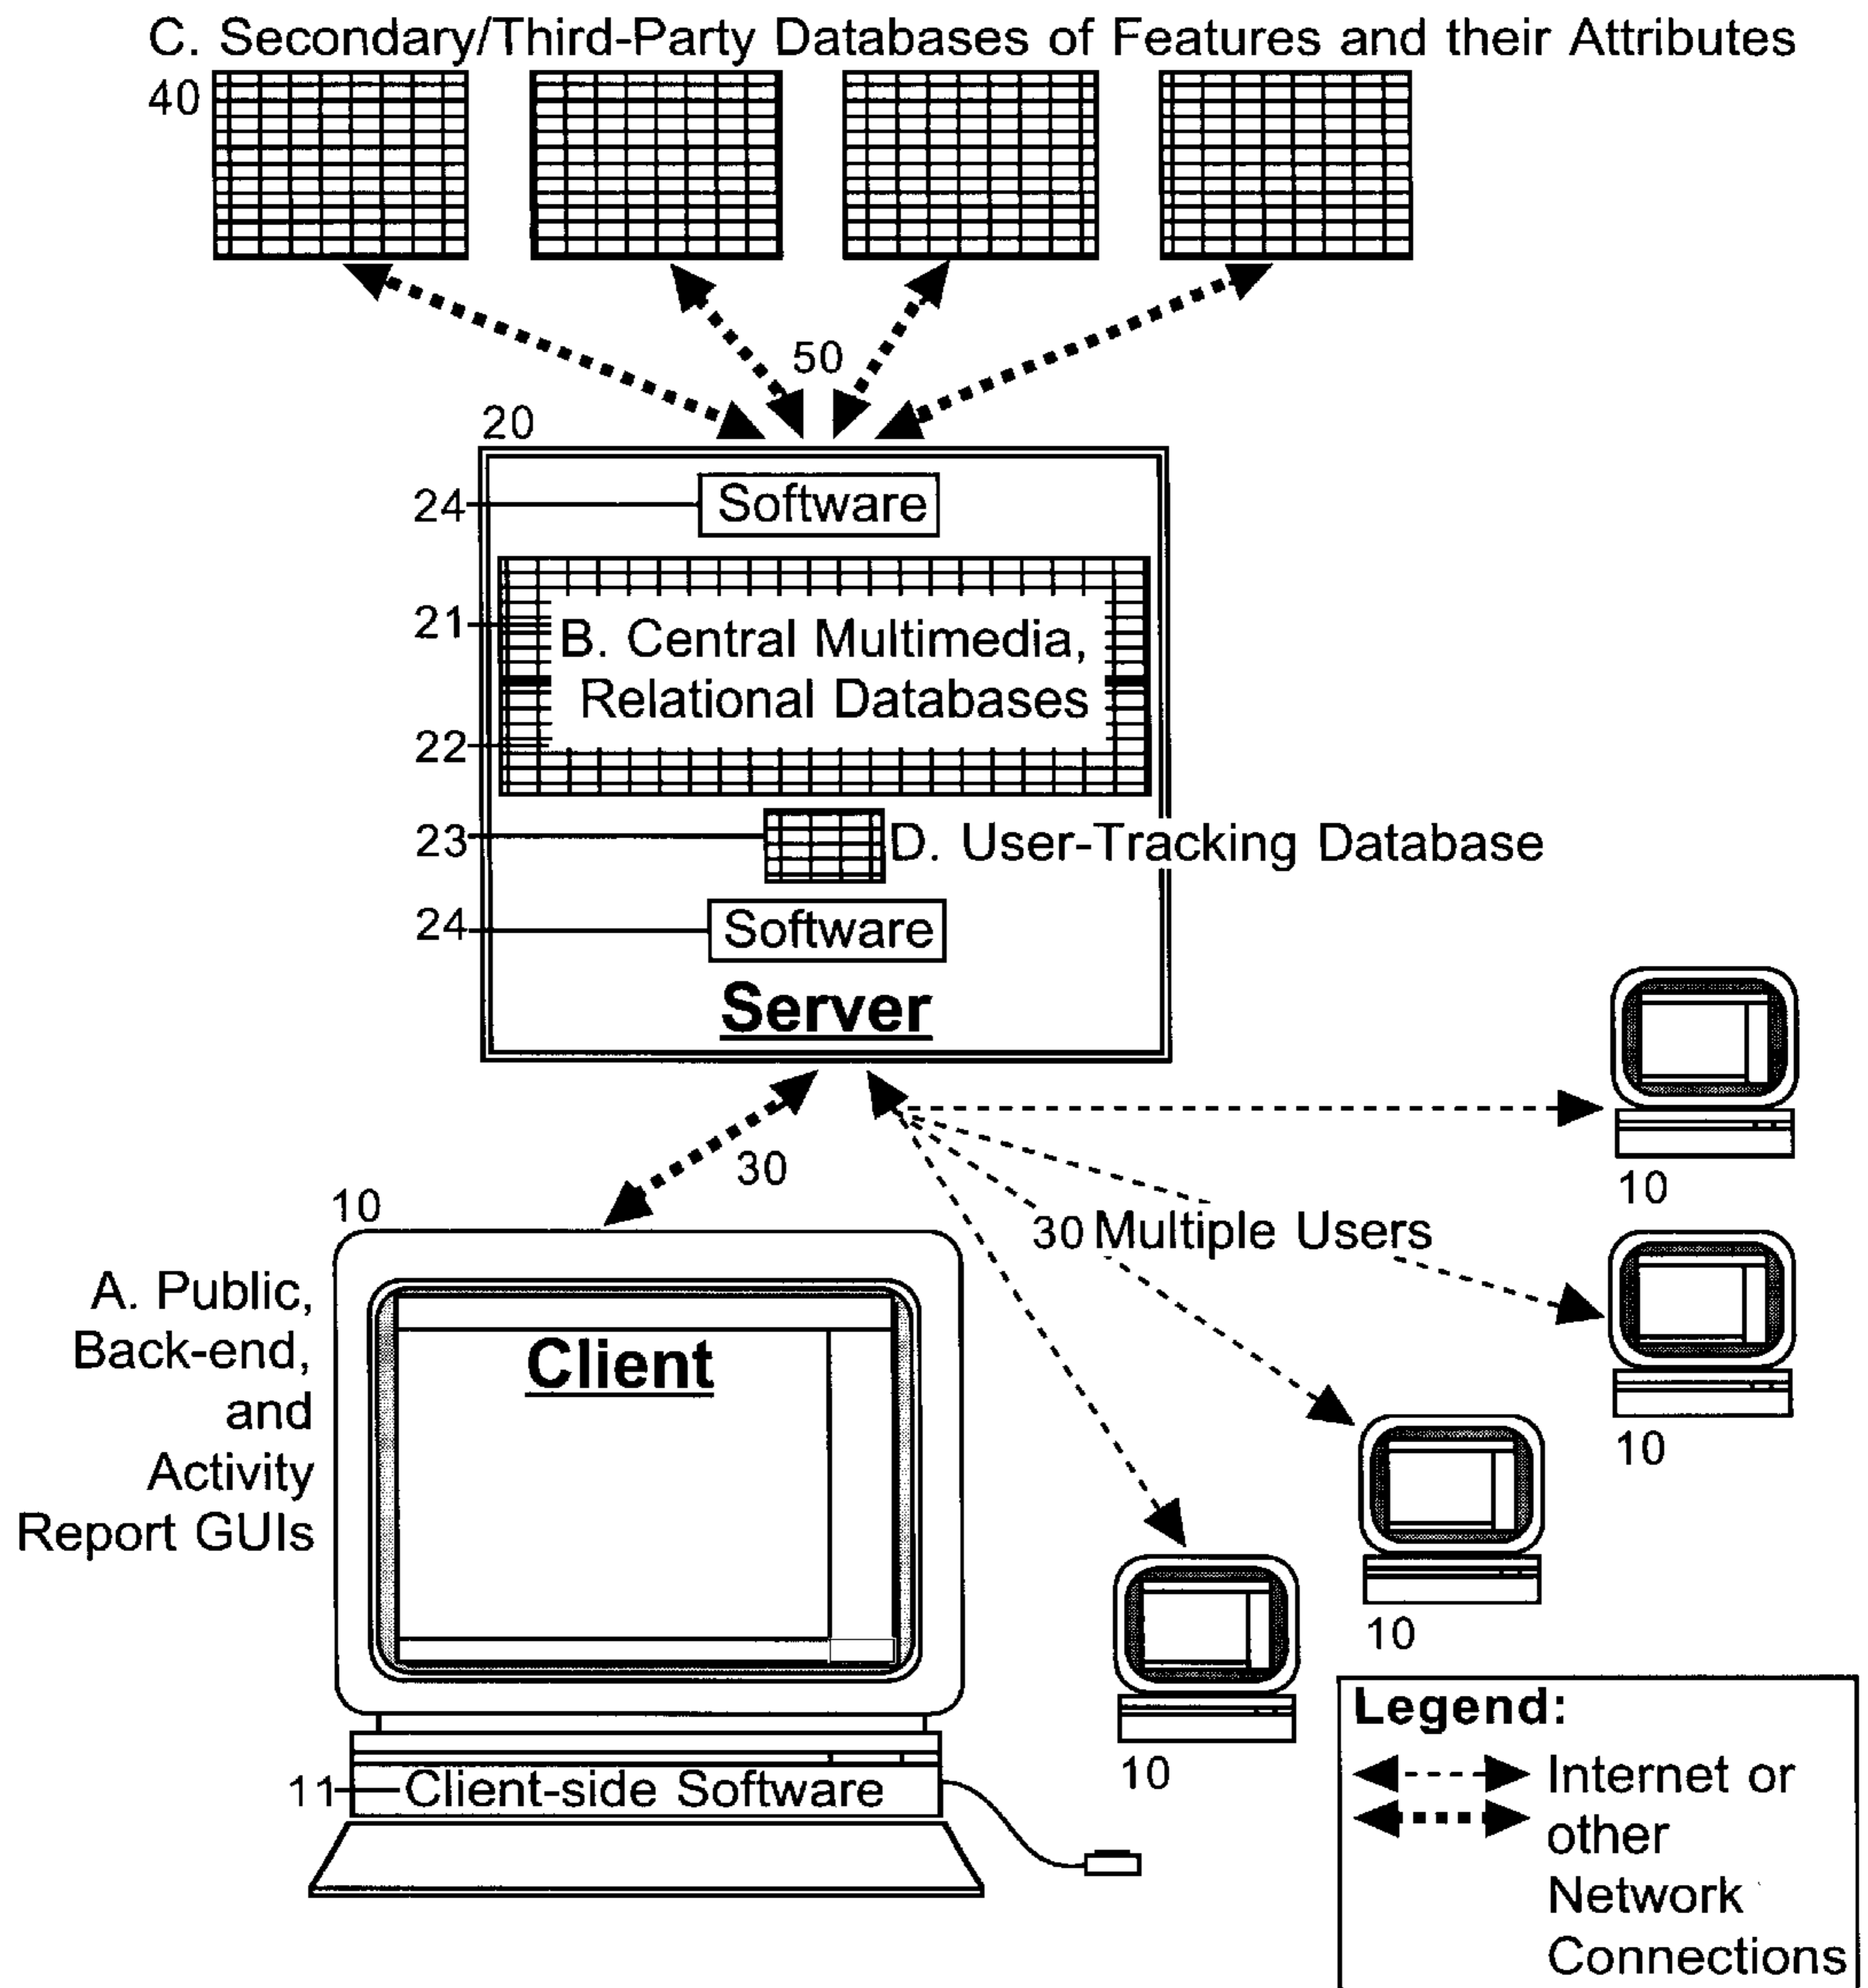 C. Secondary/Third-Party Databases of Features and their Attributes
40
50
20
24
Software
21
B. Central Multimedia,
Relational Databases
22
23
D. User-Tracking Database
24
Software
Server
30
10
10
30 Multiple Users
A. Public,
Back-end,
and
Activity
Report GUIs
Client
10
10
10
11
Client-side Software
Legend:
Internet or
other
Network
Connections